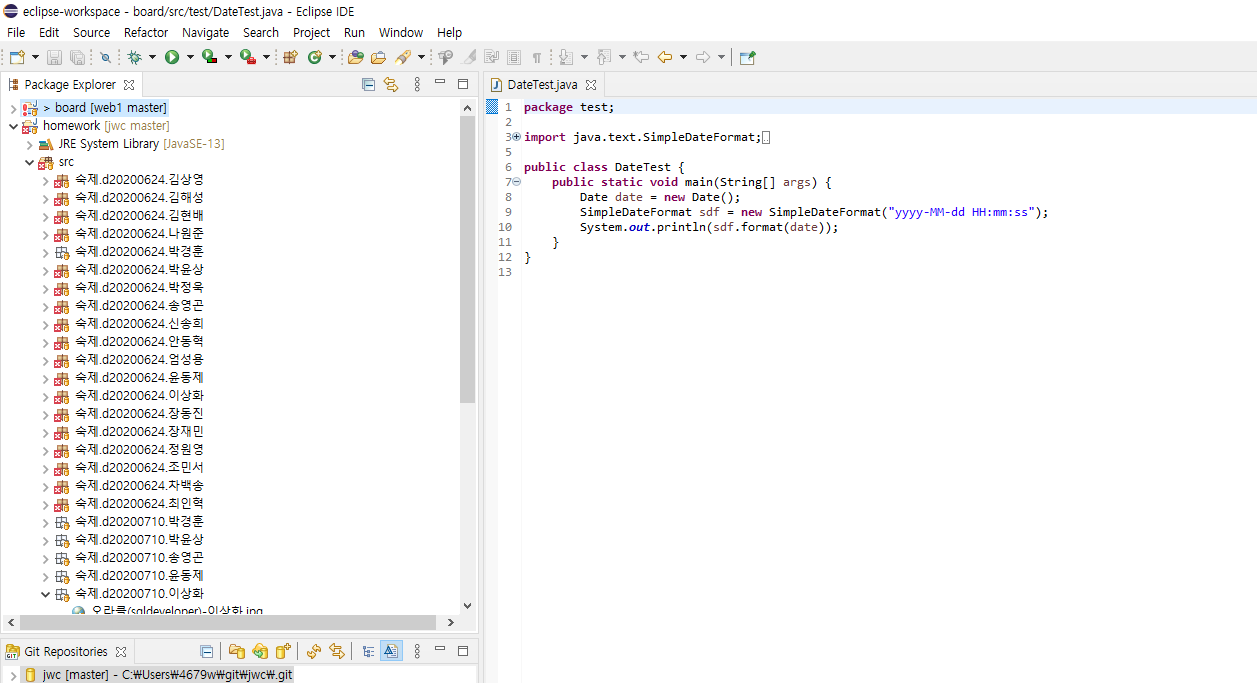 eclipse-workspace - board/src/test/DateTest.java - Eclipse IDE
File Edit Source Refactor Navigate Search Project Run Window Help
Package Explorer
> board [web1 master]
homework [jwc master]
JRE System Library [JavaSE-13]
src
숙제.d20200624.김상영
숙제.d20200624.김해성
숙제.d20200624.김현배
숙제.d20200624.나원준
숙제.d20200624.박경훈
숙제.d20200624.박윤상
숙제.d20200624.박정욱
숙제.d20200624.송영곤
숙제.d20200624.신송희
숙제.d20200624.안동혁
숙제.d20200624.엄성용
숙제.d20200624.윤동제
숙제.d20200624.이상화
숙제.d20200624.장동진
숙제.d20200624.장재민
숙제.d20200624.정원영
숙제.d20200624.조민서
숙제.d20200624.차백송
숙제.d20200624.최인혁
숙제.d20200710.박경훈
숙제.d20200710.박윤상
숙제.d20200710.송영곤
숙제.d20200710.윤동제
숙제.d20200710.이상화
오라클(sqldeveloper)-이상화.jpg
Git Repositories
jwc [master] - C:₩Users₩4679w₩git₩jwc₩.git
DateTest.java
1 package test;
2
3 import java.text.SimpleDateFormat;
5
6 public class DateTest {
7 public static void main(String[] args) {
8 Date date = new Date();
9 SimpleDateFormat sdf = new SimpleDateFormat("yyyy-MM-dd HH:mm:ss");
10 System.out.println(sdf.format(date));
11 }
12 }
13